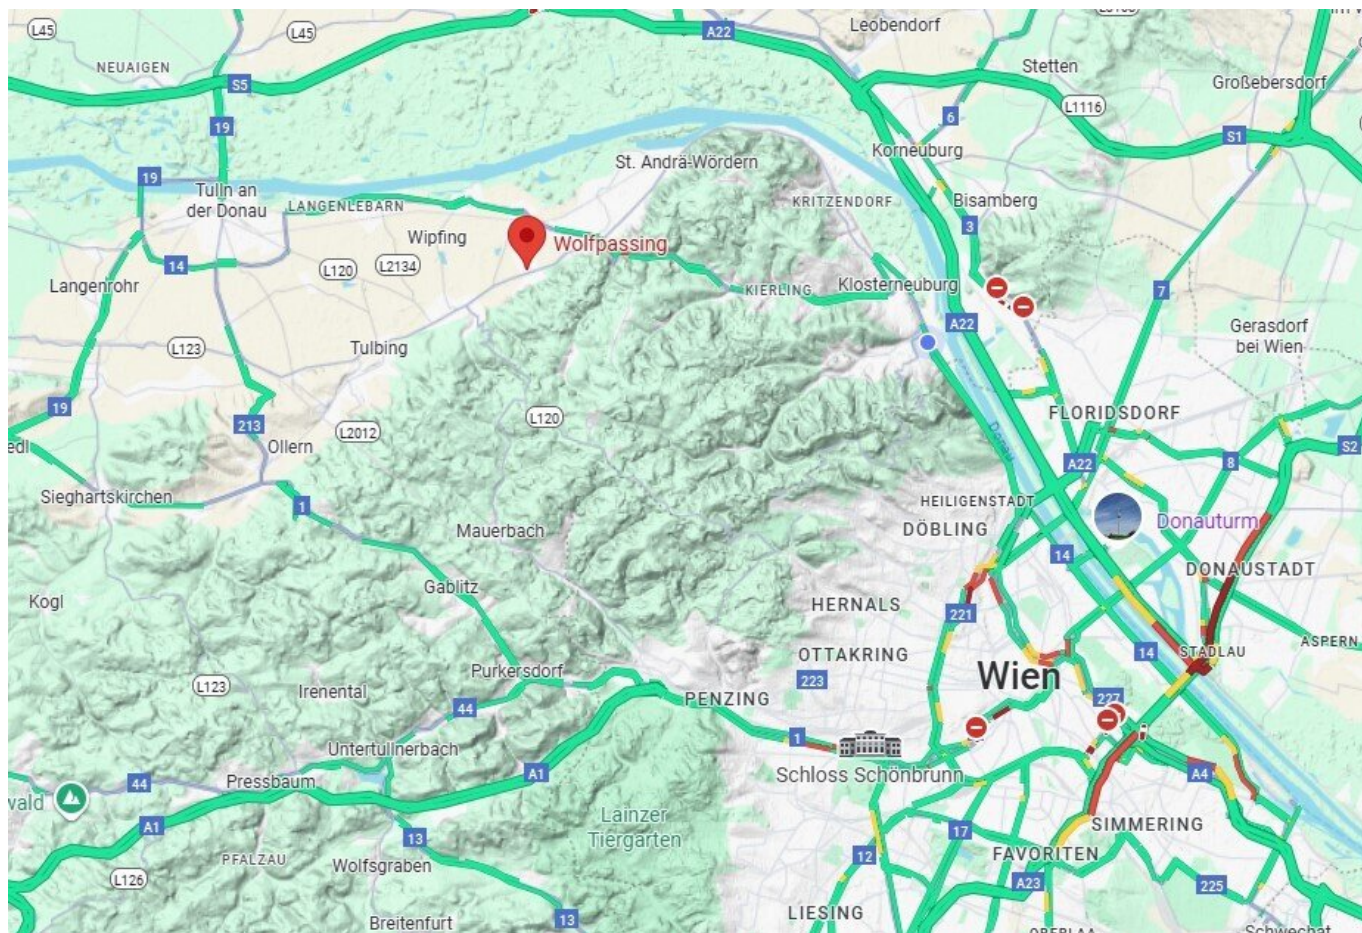 L45
L45
A22
Leobendorf
NEUAIGEN
S5
Stetten
Großebersdorf
L1116
19
6
S1
Korneuburg
St. Andrä-Wördern
19
Tulln an
der Donau
LANGENLEBARN
KRITZENDORF
Bisamberg
3
Wipfing
Wolfpassing
14
L120
L2134
Langenrohr
KIERLING
Klosterneuburg
7
A22
Gerasdorf
bei Wien
L123
Tulbing
19
L120
FLORIDSDORF
213
L2012
Ollern
Donau
A22
8
S2
Sieghartskirchen
1
HEILIGENSTADT
DÖBLING
Donauturm
Mauerbach
14
DONAUSTADT
Gablitz
Kogl
HERNALS
221
ASPERN
OTTAKRING
14
STADLAU
223
Wien
Purkersdorf
L123
Irenental
PENZING
227
44
1
Untertullnerbach
Schloss Schönbrunn
A1
A4
44
Pressbaum
wald
A1
13
Lainzer
Tiergarten
17
SIMMERING
PFALZAU
Wolfsgraben
12
FAVORITEN
L126
A23
225
LIESING
13
Breitenfurt
Schwechat